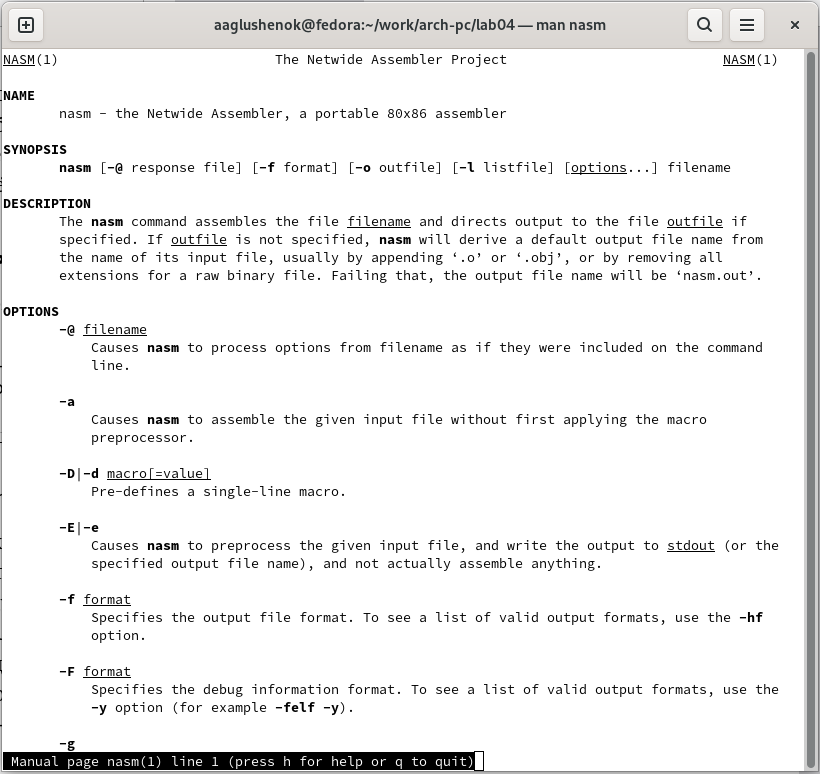 aaglushenok@fedora:~/work/arch-pc/lab04 — man nasm
NASM(1) The Netwide Assembler Project NASM(1)
NAME
nasm - the Netwide Assembler, a portable 80x86 assembler
SYNOPSIS
nasm [-@ response file] [-f format] [-o outfile] [-l listfile] [options...] filename
DESCRIPTION
The nasm command assembles the file filename and directs output to the file outfile if
specified. If outfile is not specified, nasm will derive a default output file name from
the name of its input file, usually by appending ‘.o’ or ‘.obj’, or by removing all
extensions for a raw binary file. Failing that, the output file name will be ‘nasm.out’.
OPTIONS
-@ filename
Causes nasm to process options from filename as if they were included on the command
line.
-a
Causes nasm to assemble the given input file without first applying the macro
preprocessor.
-D|-d macro[=value]
Pre-defines a single-line macro.
-E|-e
Causes nasm to preprocess the given input file, and write the output to stdout (or the
specified output file name), and not actually assemble anything.
-f format
Specifies the output file format. To see a list of valid output formats, use the -hf
option.
-F format
Specifies the debug information format. To see a list of valid output formats, use the
-y option (for example -felf -y).
-g
Manual page nasm(1) line 1 (press h for help or q to quit)